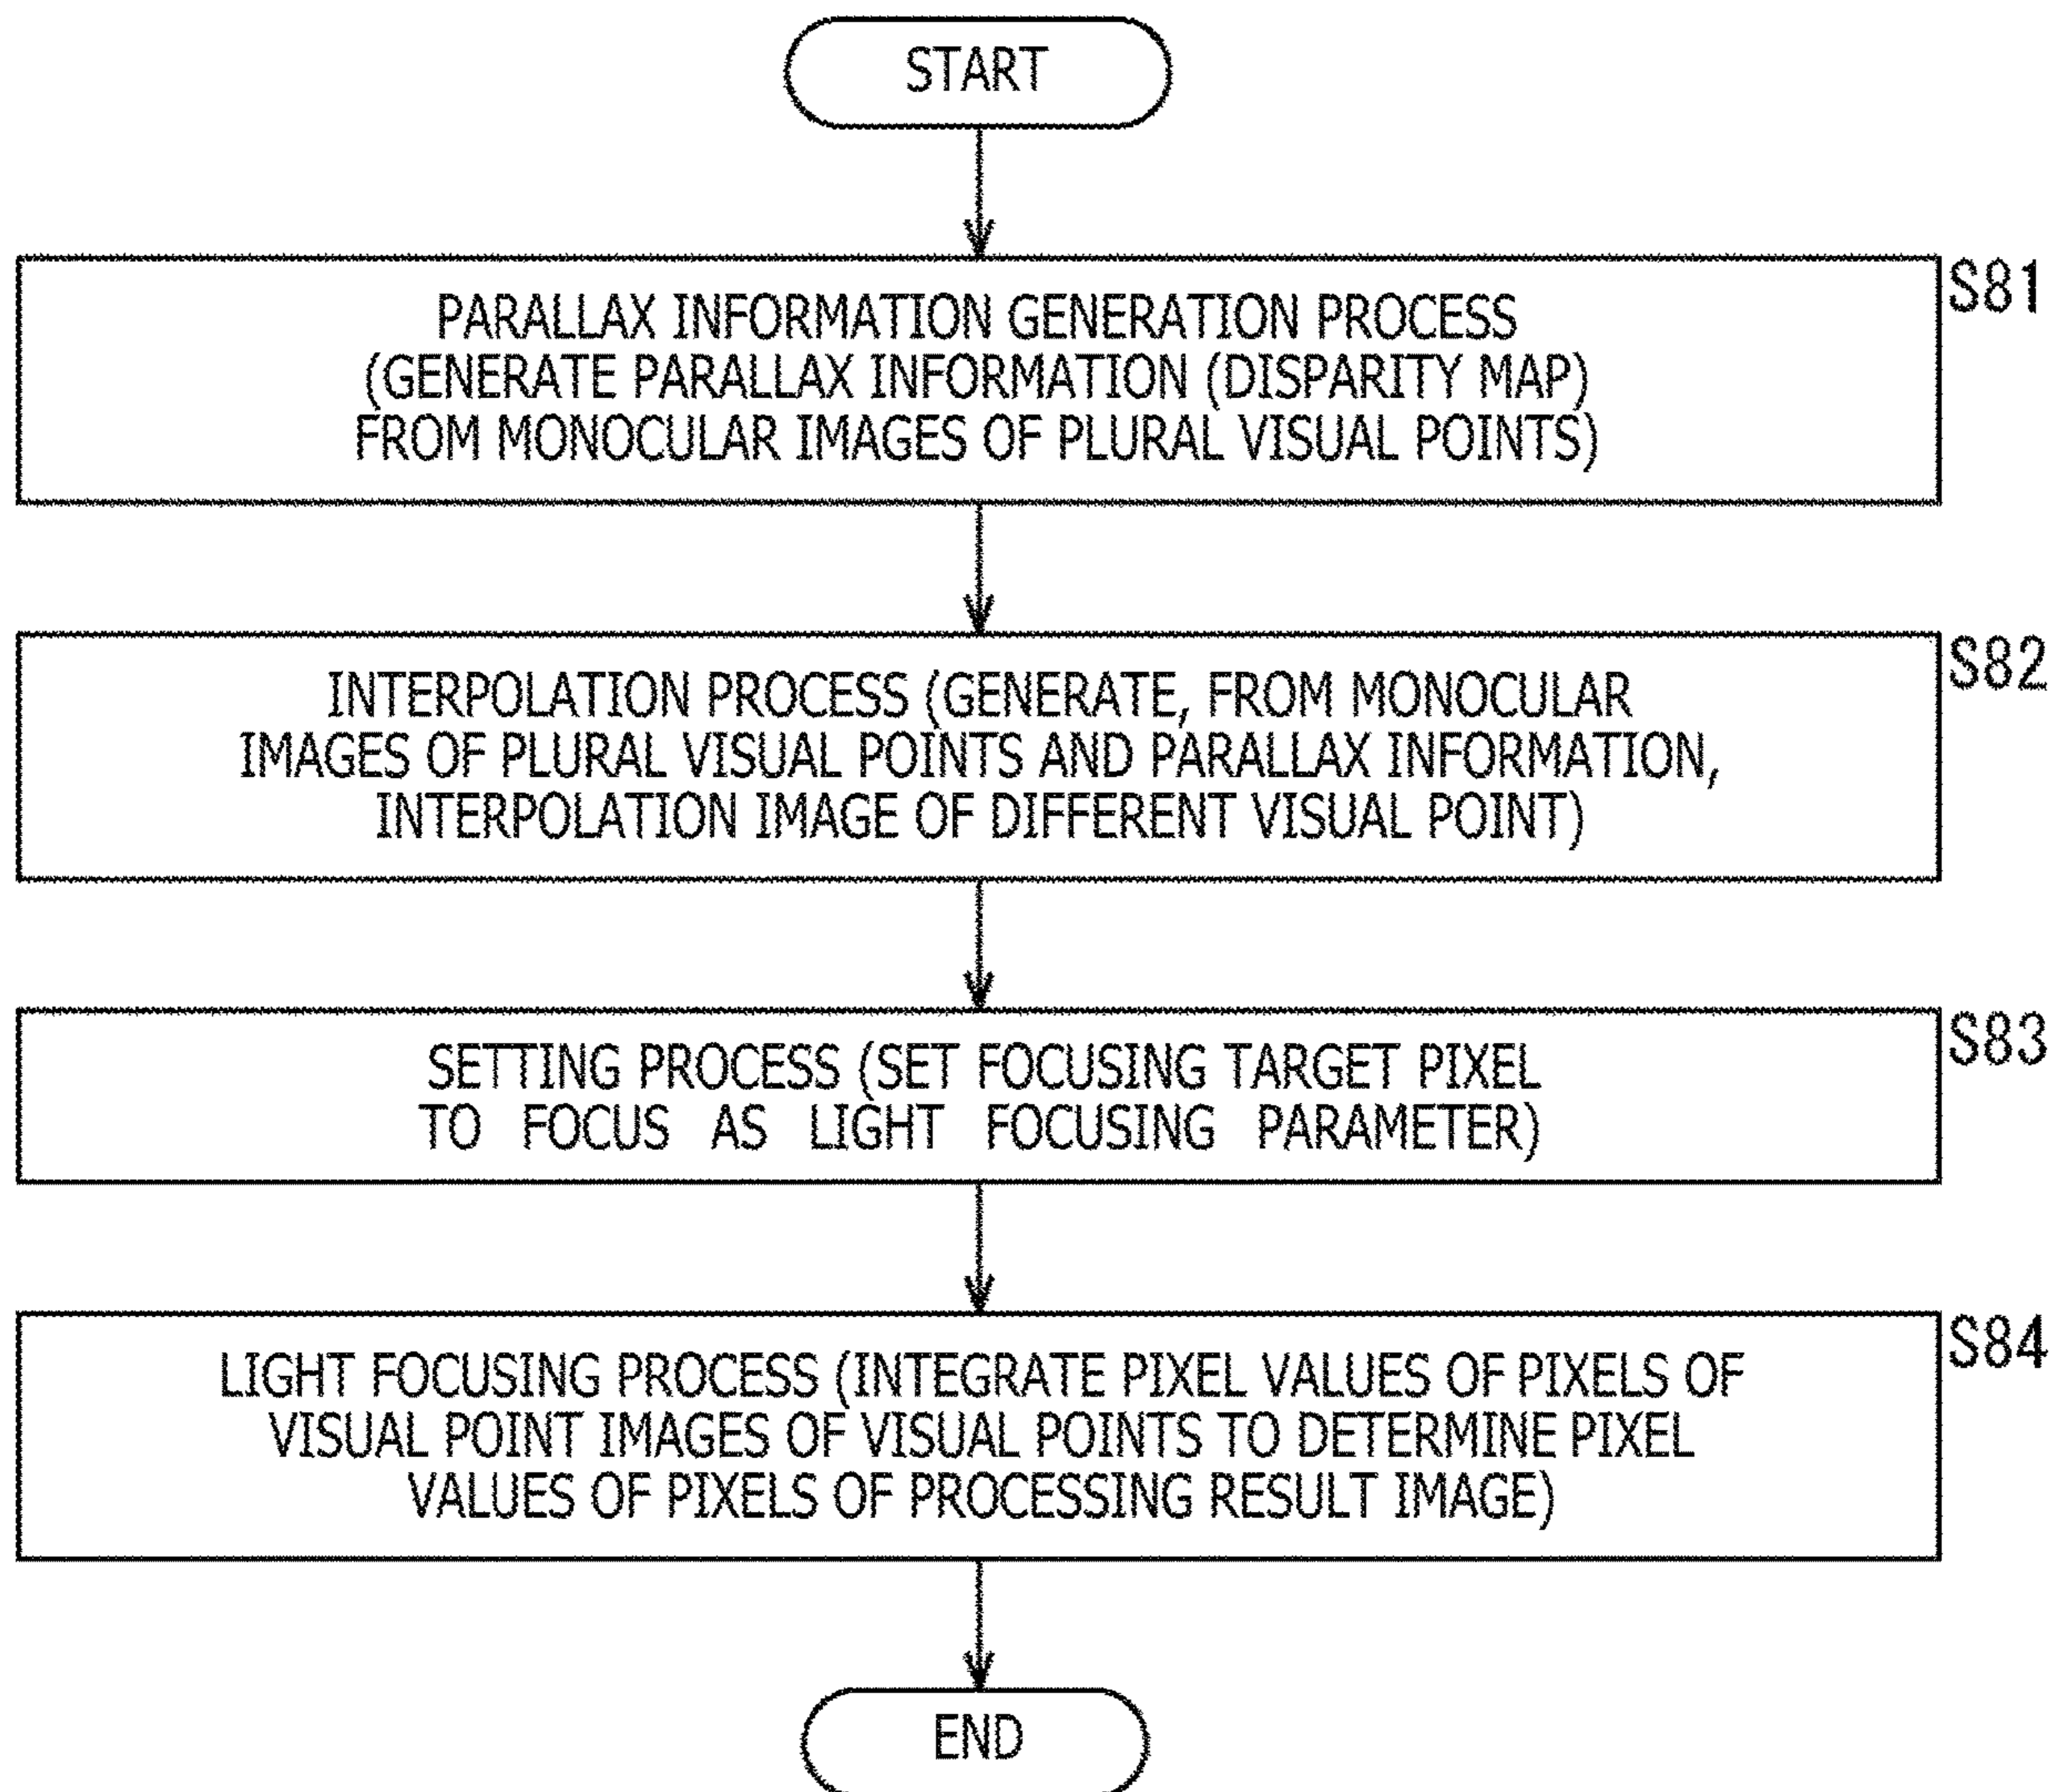 START
PARALLAX INFORMATION GENERATION PROCESS
(GENERATE PARALLAX INFORMATION (DISPARITY MAP)
FROM MONOCULAR IMAGES OF PLURAL VISUAL POINTS)
S81
INTERPOLATION PROCESS (GENERATE, FROM MONOCULAR
IMAGES OF PLURAL VISUAL POINTS AND PARALLAX INFORMATION,
INTERPOLATION IMAGE OF DIFFERENT VISUAL POINT)
S82
SETTING PROCESS (SET FOCUSING TARGET PIXEL
TO FOCUS AS LIGHT FOCUSING PARAMETER)
S83
LIGHT FOCUSING PROCESS (INTEGRATE PIXEL VALUES OF PIXELS OF
VISUAL POINT IMAGES OF VISUAL POINTS TO DETERMINE PIXEL
VALUES OF PIXELS OF PROCESSING RESULT IMAGE)
S84
END